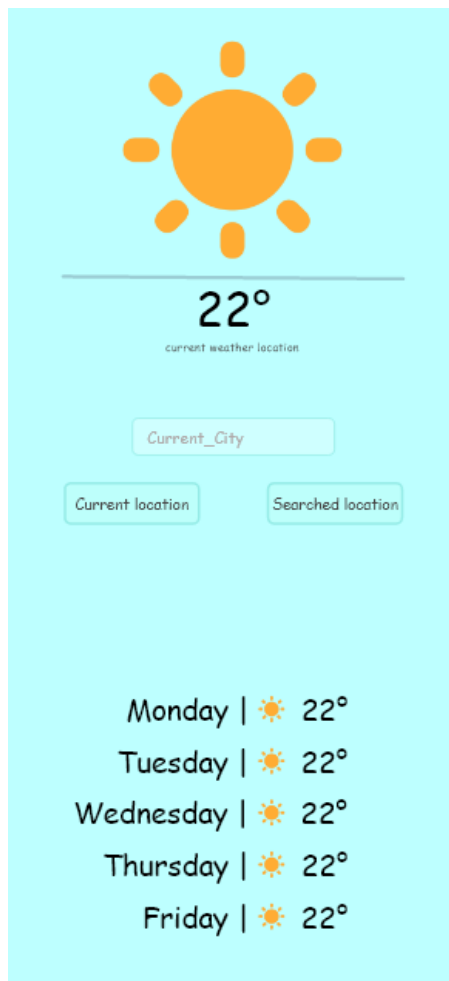 22°
current weather location
Current_City
Current location Searched location
Monday | 22°
Tuesday | 22°
Wednesday | 22°
Thursday | 22°
Friday | 22°